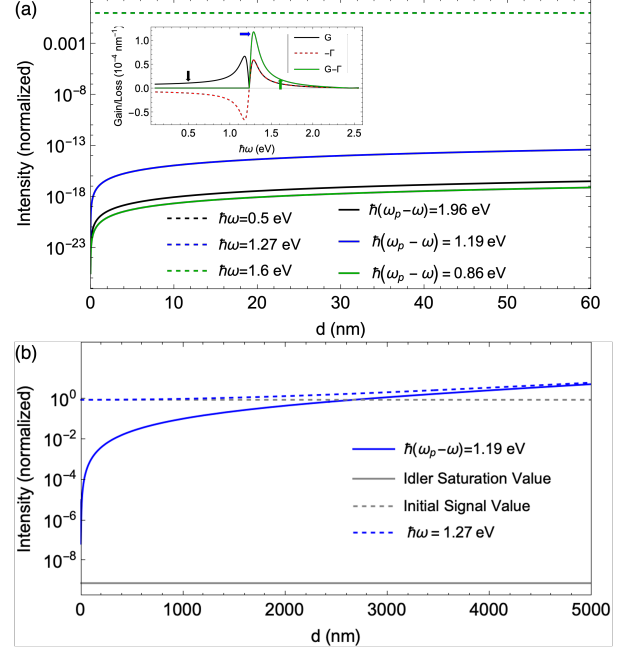 (a)
Intensity (normalized)
0.001
10^-8
10^-13
10^-18
10^-23
Gain/Loss (10^-4 nm^-1)
1.0
0.5
0.0
-0.5
G
-Γ
G-Γ
0.5
1.0
1.5
2.0
2.5
ħω (eV)
ħω=0.5 eV
ħω=1.27 eV
ħω=1.6 eV
ħ(ω_p-ω)=1.96 eV
ħ(ω_p - ω)=1.19 eV
ħ(ω_p - ω)=0.86 eV
0
10
20
30
40
50
60
d (nm)
(b)
Intensity (normalized)
10^0
10^-2
10^-4
10^-6
10^-8
ħ(ω_p-ω)=1.19 eV
Idler Saturation Value
Initial Signal Value
ħω = 1.27 eV
0
1000
2000
3000
4000
5000
d (nm)